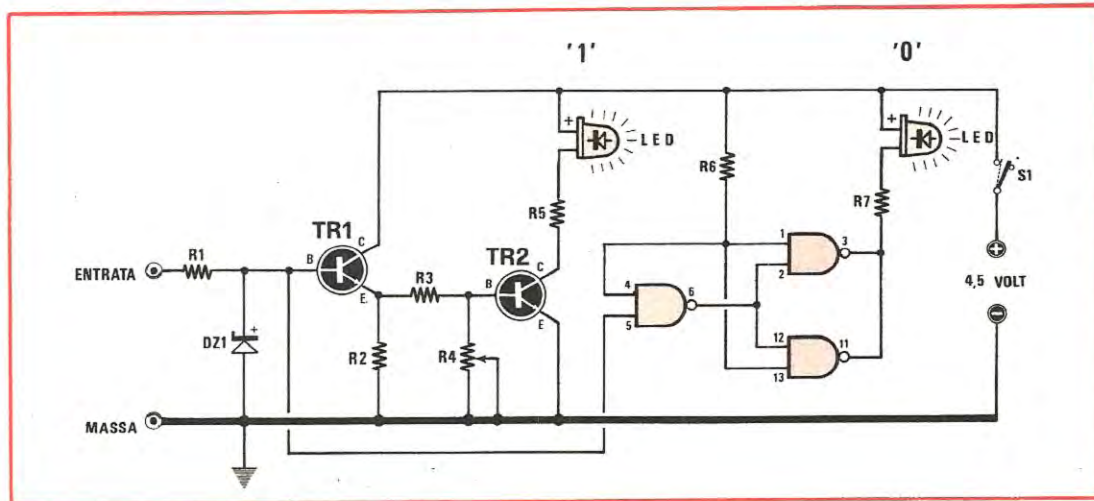 '1'
'0'
+
LED
+
LED
R6
S1
R7
R5
TR1
C
TR2
C
1
3
2
+
ENTRATA
R1
B
R3
B
4
6
5
4,5 VOLT
E.
E
-
DZ1
+
R2
R4
12
11
13
MASSA